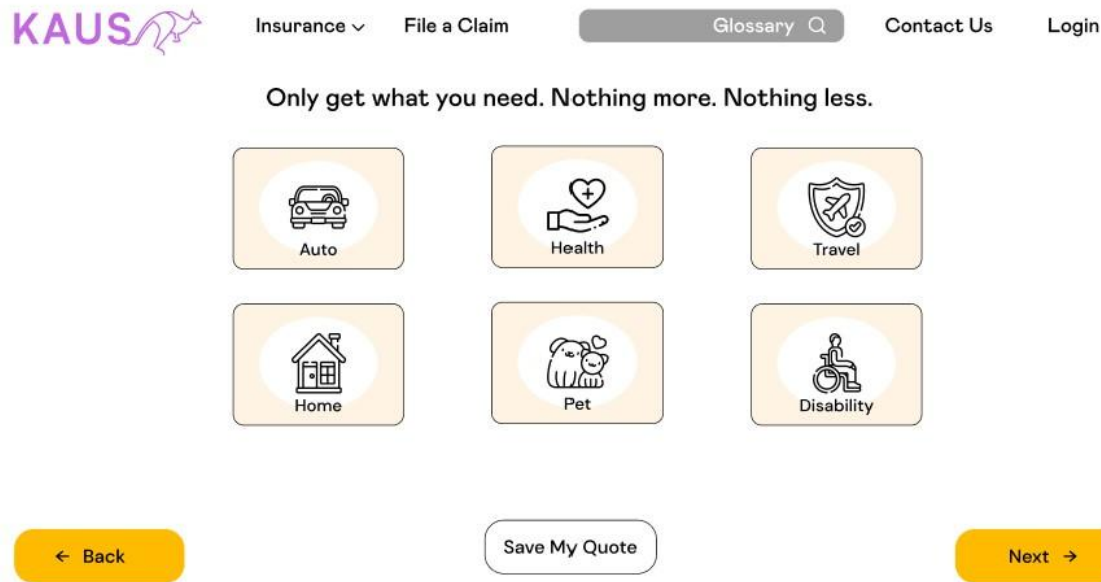 KAUS Insurance File a Claim Glossary Contact Us Login
Only get what you need. Nothing more. Nothing less.
Auto Health Travel
Home Pet Disability
← Back Save My Quote Next →